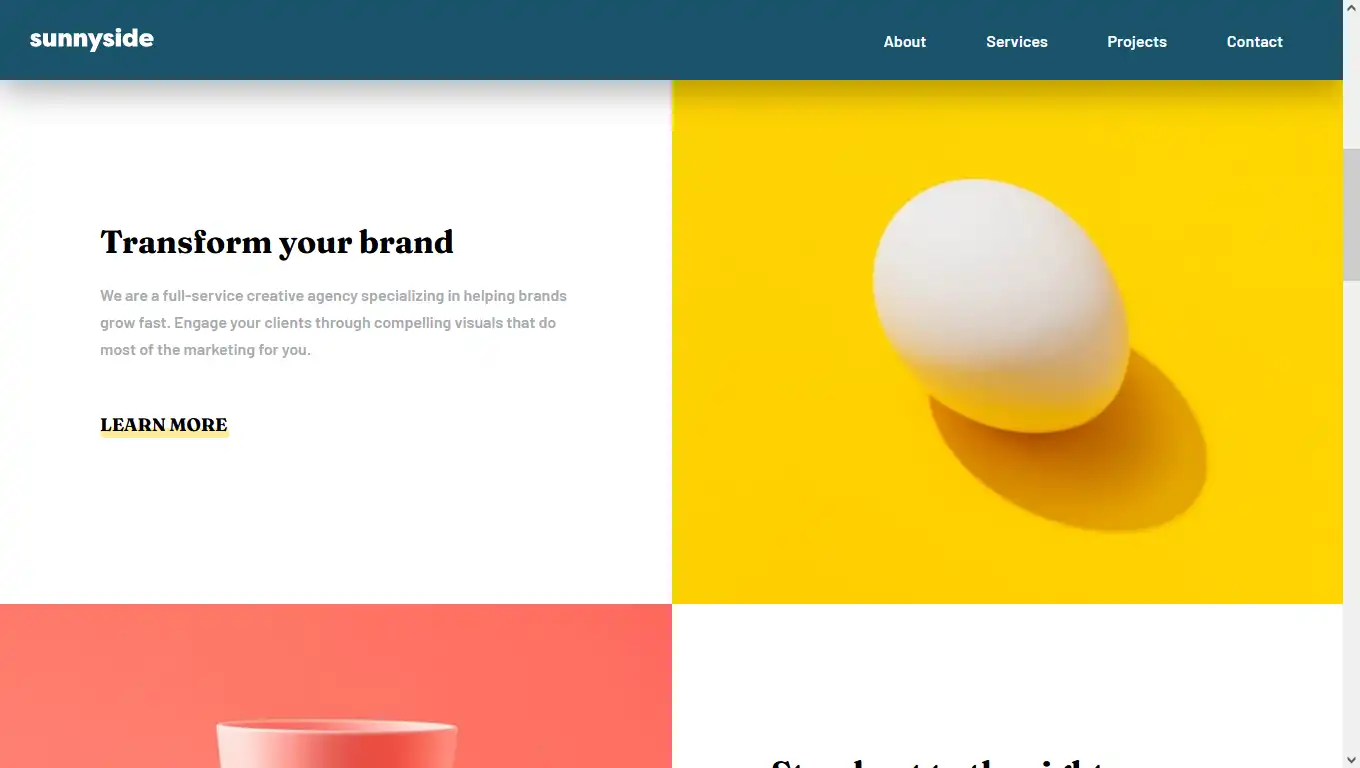 sunnyside
About
Services
Projects
Contact
Transform your brand
We are a full-service creative agency specializing in helping brands
grow fast. Engage your clients through compelling visuals that do
most of the marketing for you.
LEARN MORE